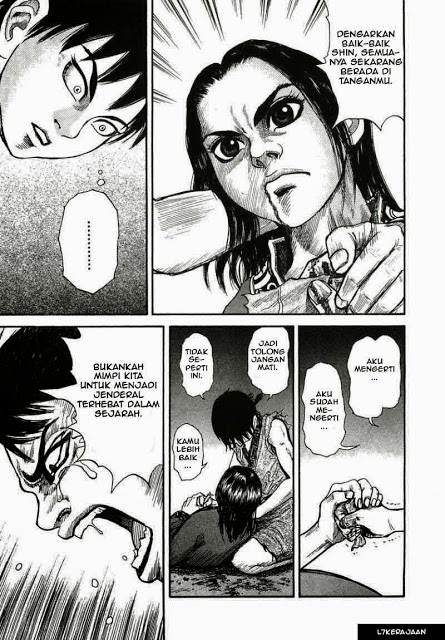 DENGARKAN
BAIK-BAIK
SHIN, SEMUA-
NYA SEKARANG
BERADA DI
TANGANMU.
..........
AKU
MENGERTI
...
AKU
SUDAH
ME-
NGERTI
...
JADI
TOLONG
JANGAN
MATI.
TIDAK
SE-
PERTI
INI.
KAMU
LEBIH
BAIK ...
BUKANKAH
MIMPI KITA
UNTUK MENJADI
JENDERAL
TERHEBAT DALAM
SEJARAH.
L7KERAJAAN